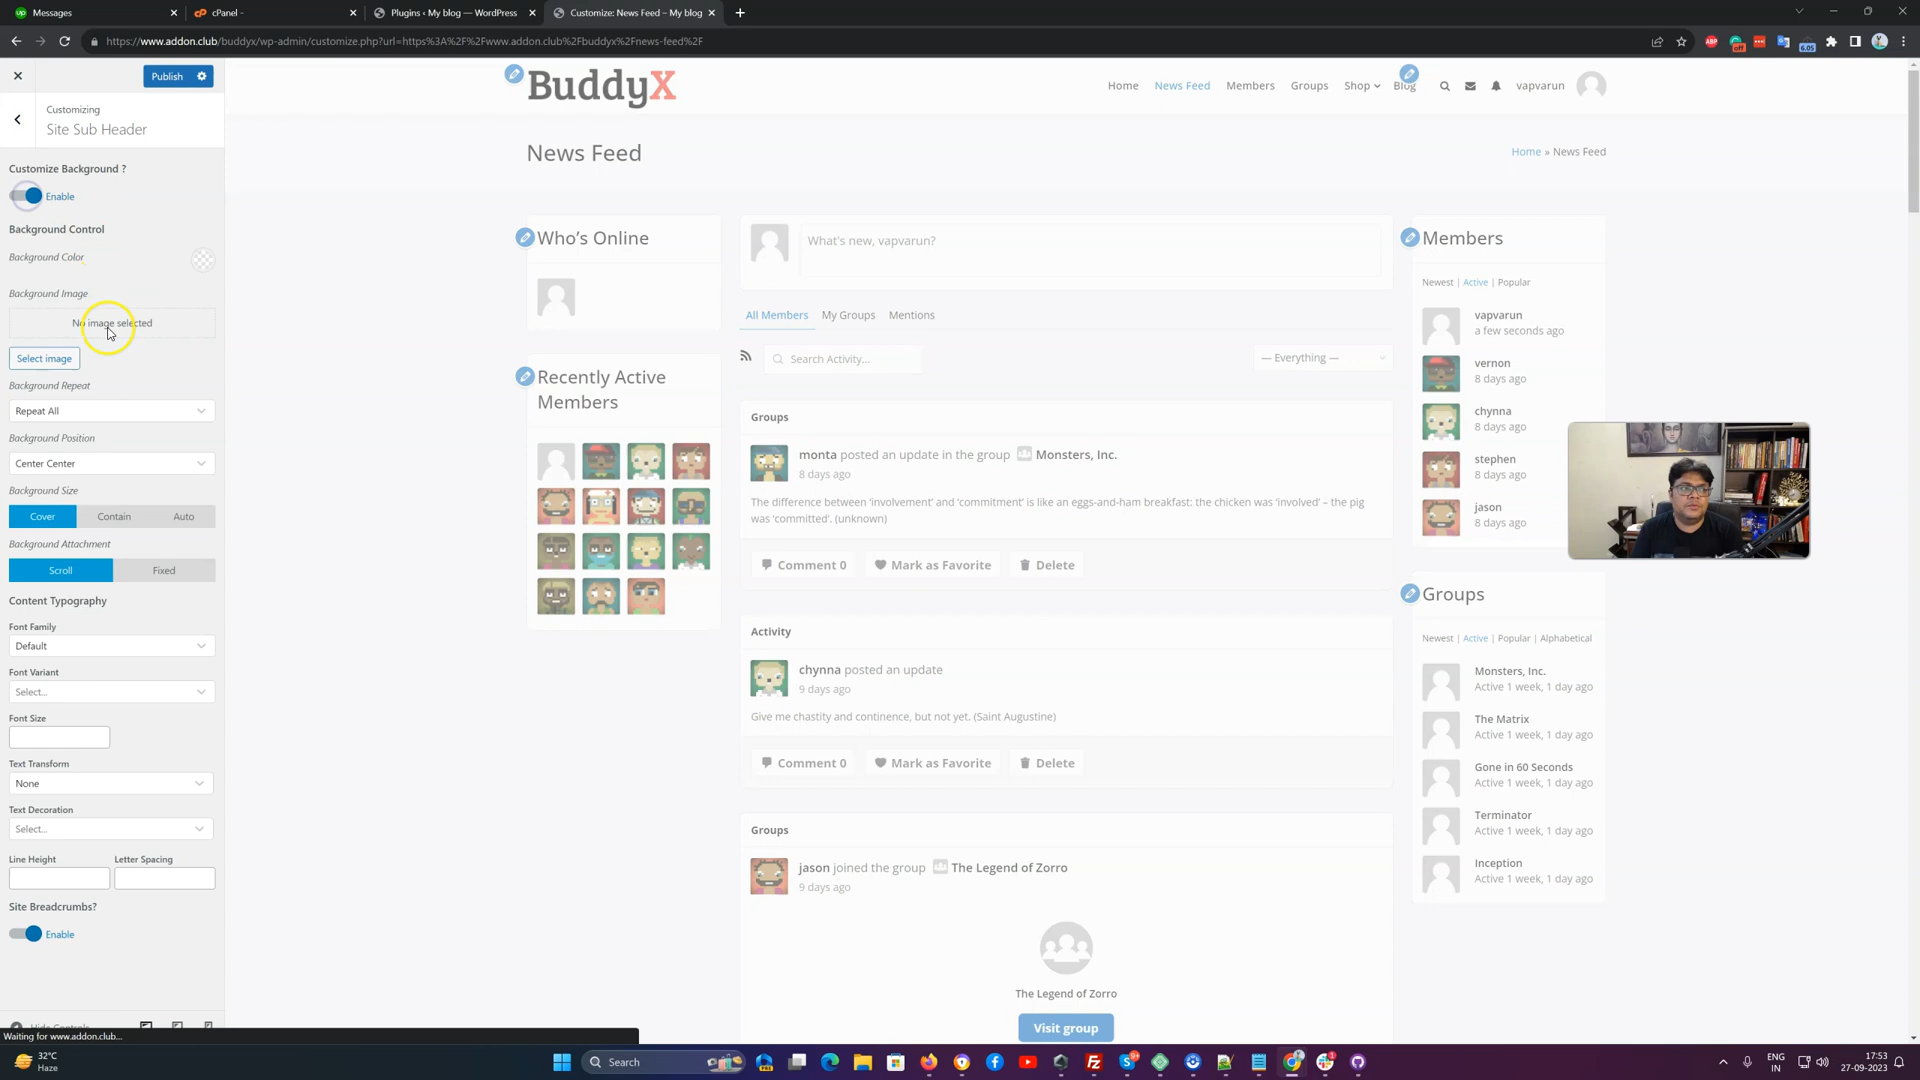 Messages
cPanel -
Plugins ‹ My blog — WordPress
Customize: News Feed – My blog
https://www.addon.club/buddyx/wp-admin/customize.php?url=https%3A%2F%2Fwww.addon.club%2Fbuddyx%2Fnews-feed%2F
ABP
off
6.05
Publish
Customizing
Site Sub Header
Customize Background ?
Enable
Background Control
Background Color
Background Image
No image selected
Select image
Background Repeat
Repeat All
Background Position
Center Center
Background Size
Cover Contain Auto
Background Attachment
Scroll Fixed
Content Typography
Font Family
Default
Font Variant
Select...
Font Size
Text Transform
None
Text Decoration
Select...
Line Height Letter Spacing
Site Breadcrumbs?
Enable
Hide Controls
Waiting for www.addon.club...
BuddyX
Home News Feed Members Groups Shop Blog vapvarun
News Feed
Home » News Feed
Who's Online
Recently Active
Members
What's new, vapvarun?
All Members My Groups Mentions
Search Activity...
— Everything —
Groups
monta posted an update in the group Monsters, Inc.
8 days ago
The difference between 'involvement' and 'commitment' is like an eggs-and-ham breakfast: the chicken was 'involved' – the pig
was 'committed'. (unknown)
Comment 0 Mark as Favorite Delete
Activity
chynna posted an update
9 days ago
Give me chastity and continence, but not yet. (Saint Augustine)
Comment 0 Mark as Favorite Delete
Groups
jason joined the group The Legend of Zorro
9 days ago
The Legend of Zorro
Visit group
Members
Newest | Active | Popular
vapvarun
a few seconds ago
vernon
8 days ago
chynna
8 days ago
stephen
8 days ago
jason
8 days ago
Groups
Newest | Active | Popular | Alphabetical
Monsters, Inc.
Active 1 week, 1 day ago
The Matrix
Active 1 week, 1 day ago
Gone in 60 Seconds
Active 1 week, 1 day ago
Terminator
Active 1 week, 1 day ago
Inception
Active 1 week, 1 day ago
32°C
Haze
Search
ENG
IN
17:53
27-09-2023